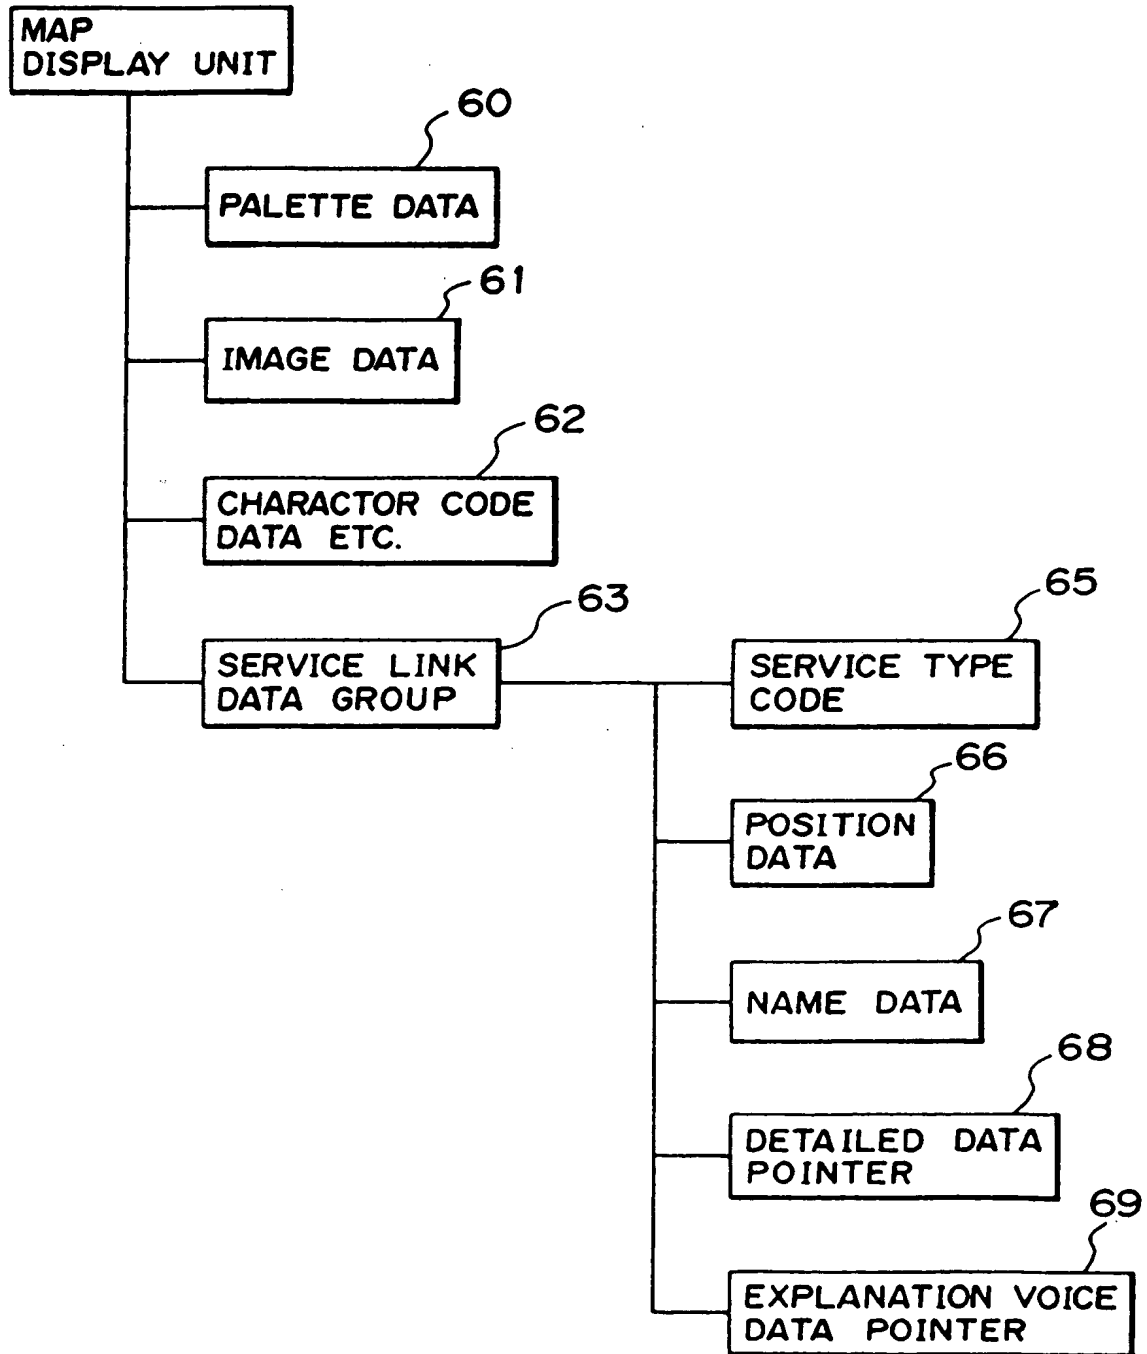 MAP
DISPLAY UNIT
60
PALETTE DATA
61
IMAGE DATA
62
CHARACTOR CODE
DATA ETC.
63
SERVICE LINK
DATA GROUP
65
SERVICE TYPE
CODE
66
POSITION
DATA
67
NAME DATA
68
DETAILED DATA
POINTER
69
EXPLANATION VOICE
DATA POINTER